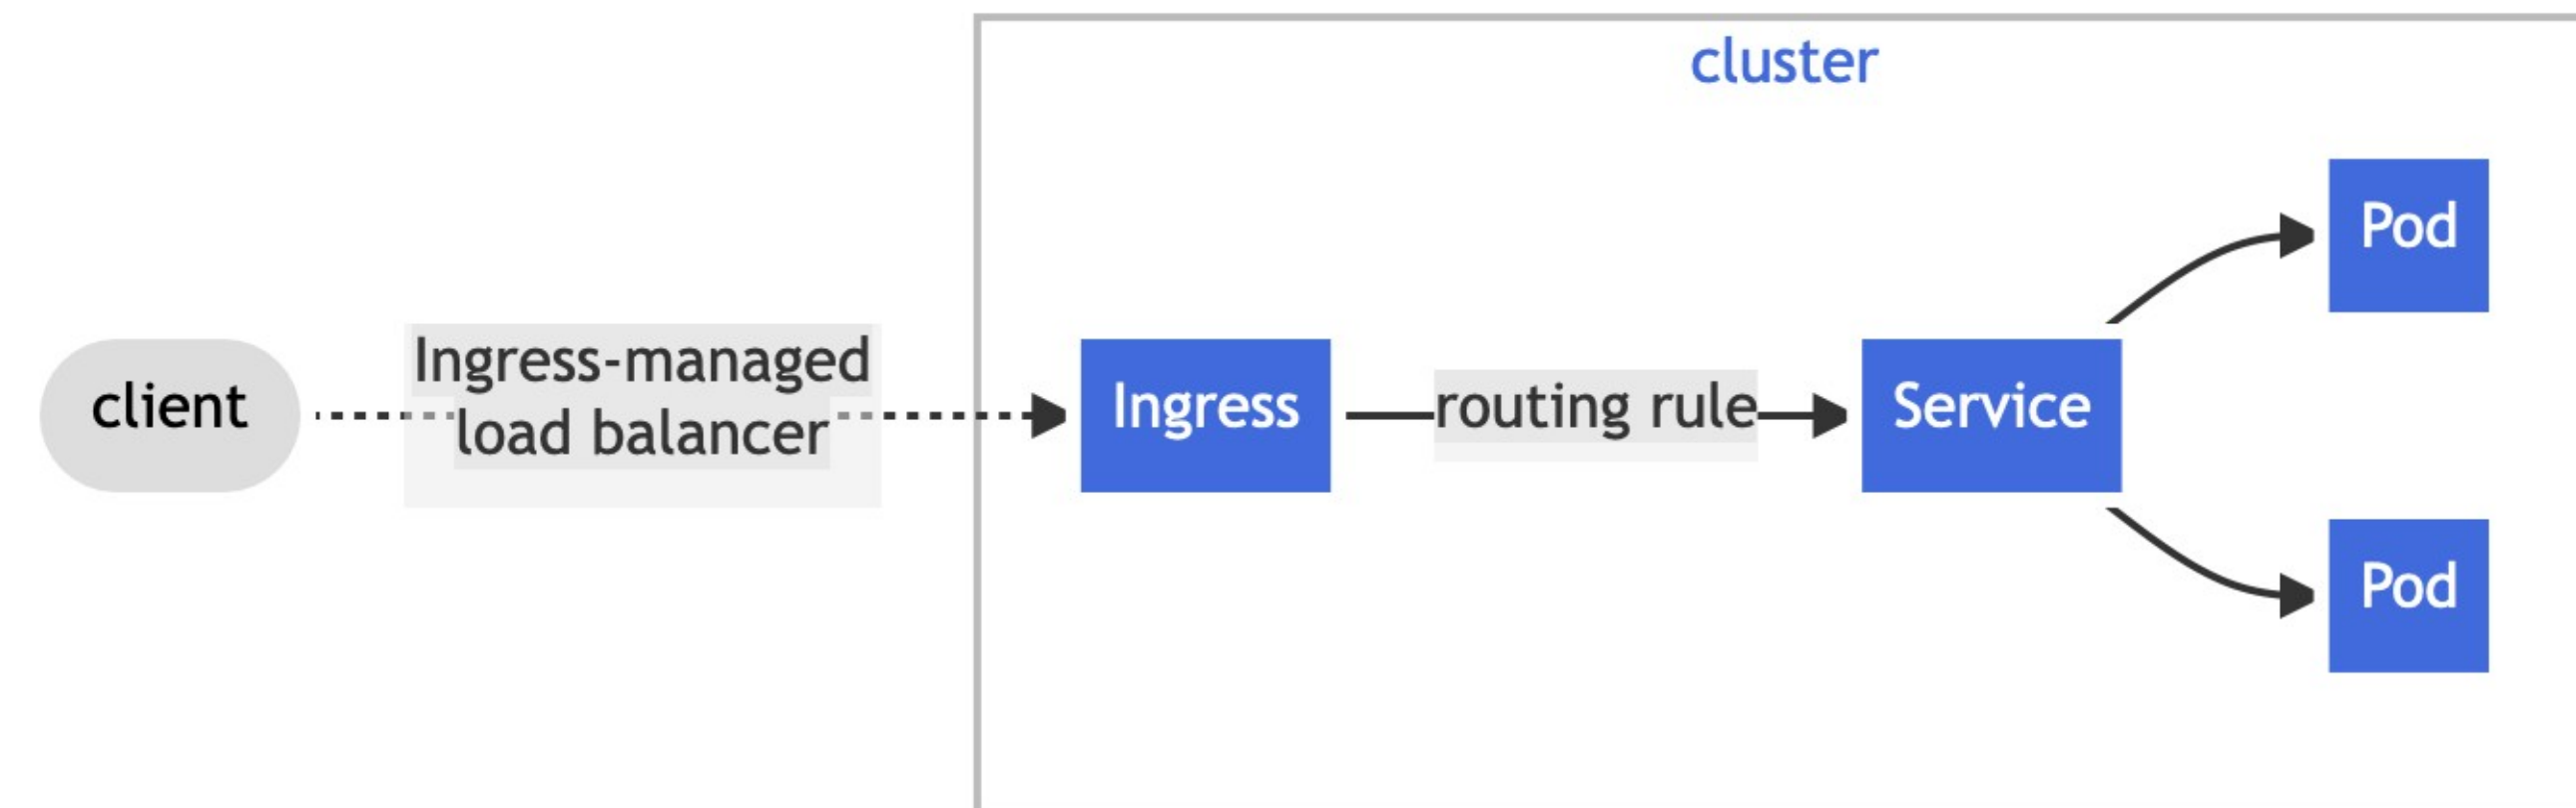 cluster
client
Ingress-managed
load balancer
Ingress
routing rule
Service
Pod
Pod